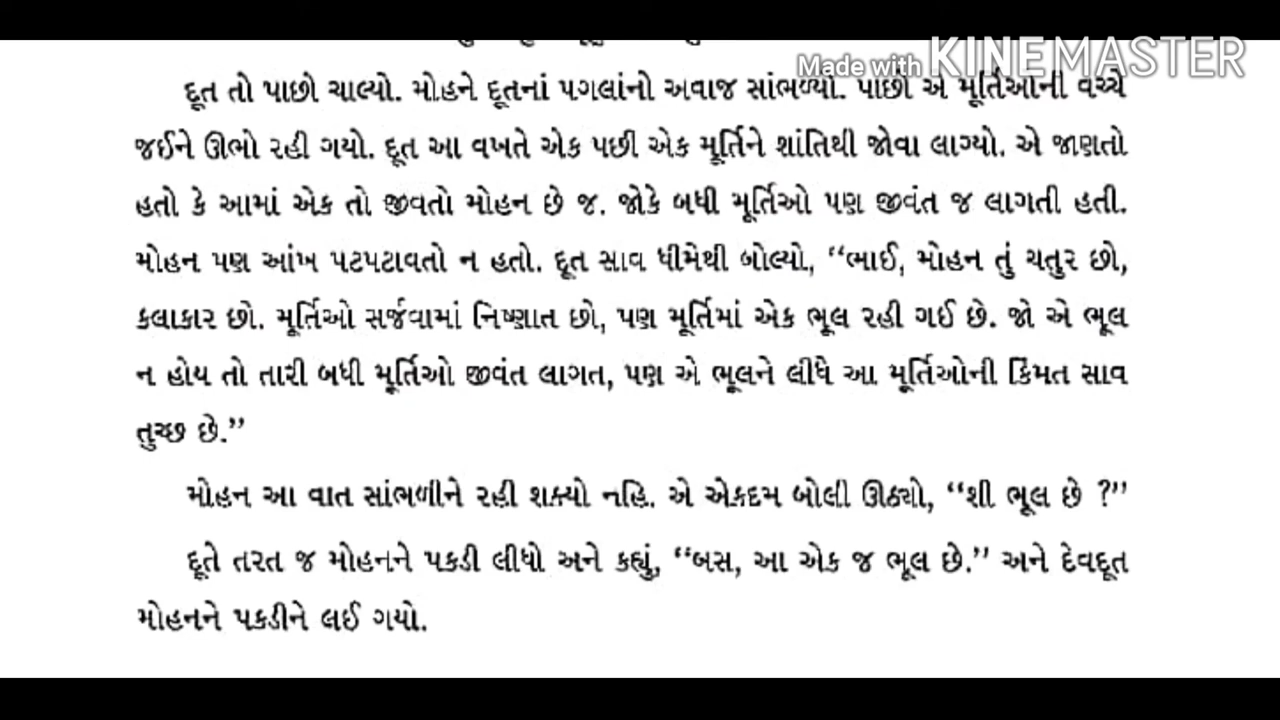 Made with KINEMASTER
દૂત તો પાછો ચાલ્યો. મોહને દૂતનાં પગલાંનો અવાજ સાંભળ્યો. પાછો એ મૂર્તિઓની વચ્ચે
જઈને ઊભો રહી ગયો. દૂત આ વખતે એક પછી એક મૂર્તિને શાંતિથી જોવા લાગ્યો. એ જાણતો
હતો કે આમાં એક તો જીવતો મોહન છે જ. જોકે બધી મૂર્તિઓ પણ જીવંત જ લાગતી હતી.
મોહન પણ આંખ પટપટાવતો ન હતો. દૂત સાવ ધીમેથી બોલ્યો, “ભાઈ, મોહન તું ચતુર છો,
કલાકાર છો. મૂર્તિઓ સર્જવામાં નિષ્ણાત છો, પણ મૂર્તિમાં એક ભૂલ રહી ગઈ છે. જો એ ભૂલ
ન હોય તો તારી બધી મૂર્તિઓ જીવંત લાગત, પણ એ ભૂલને લીધે આ મૂર્તિઓની કિંમત સાવ
તુચ્છ છે.”
મોહન આ વાત સાંભળીને રહી શક્યો નહિ. એ એકદમ બોલી ઊઠ્યો, “શી ભૂલ છે ?”
દૂતે તરત જ મોહનને પકડી લીધો અને કહ્યું, “બસ, આ એક જ ભૂલ છે.” અને દેવદૂત
મોહનને પકડીને લઈ ગયો.